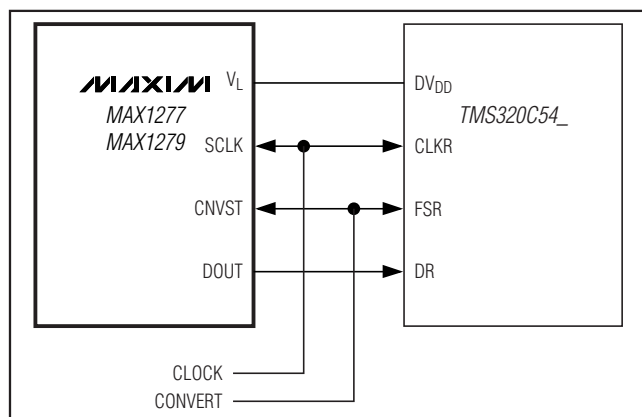 MAXIM
MAX1277
MAX1279
VL
SCLK
CNVST
DOUT
DVDD
TMS320C54_
CLKR
FSR
DR
CLOCK
CONVERT